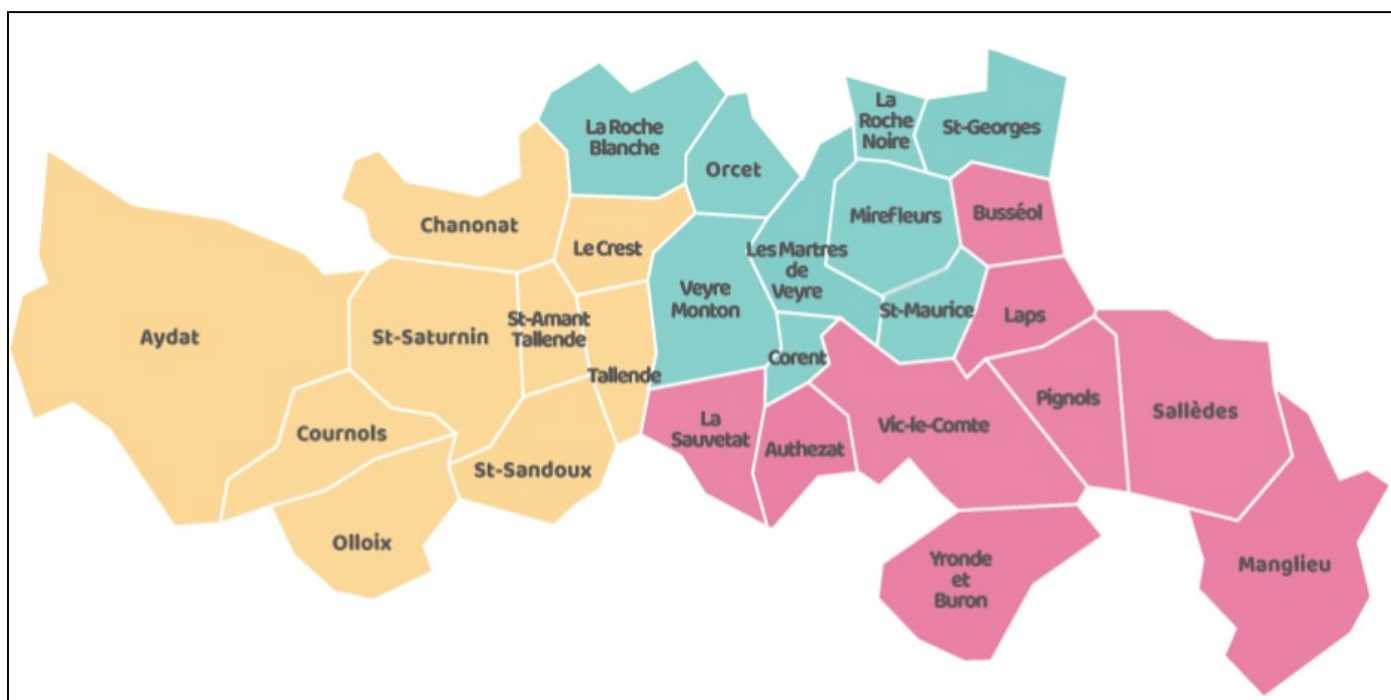 La Roche
Blanche
Orcet
La
Roche
Noire
St-Georges
Chanonat
Le Crest
Mirefleurs
Busséol
Aydat
St-Saturnin
St-Amant
Tallende
Tallende
Veyre
Monton
Les Martres
de
Veyre
St-Maurice
Laps
Corent
Cournols
St-Sandoux
La
Sauvetat
Authezat
Vic-le-Comte
Pignols
Sallèdes
Olloix
Yronde
et
Buron
Manglieu